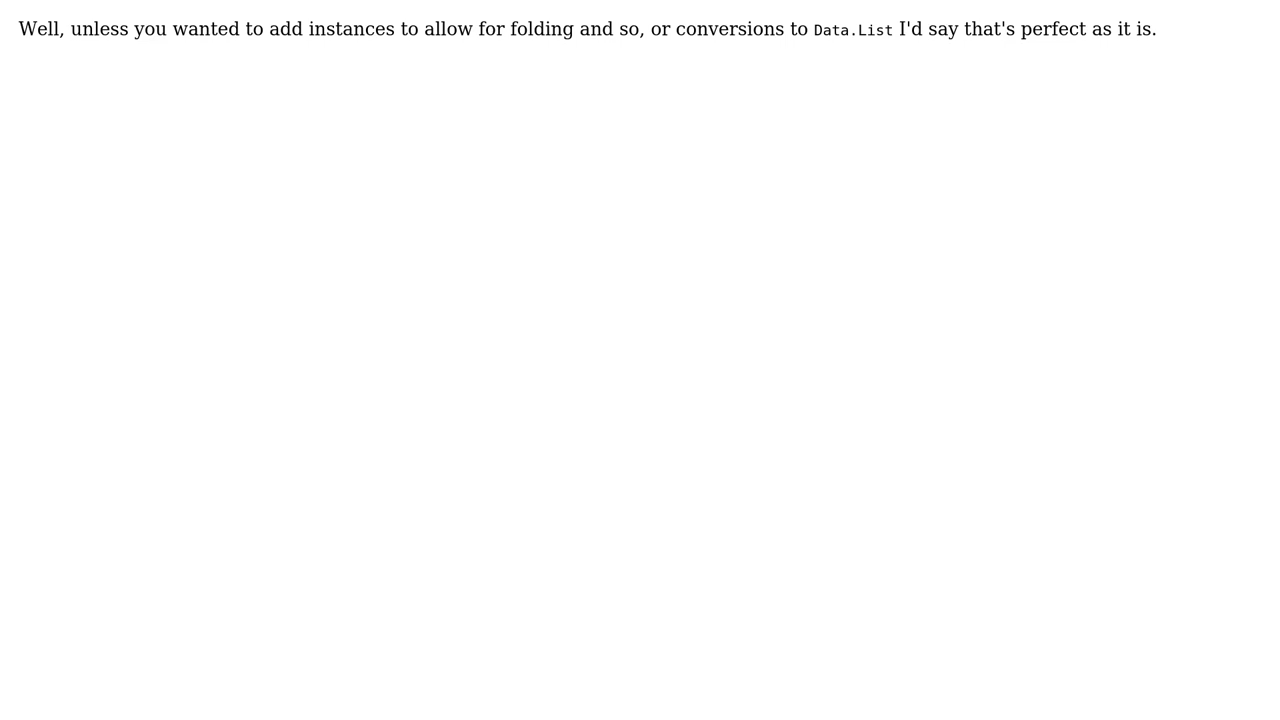 Well, unless you wanted to add instances to allow for folding and so, or conversions to Data.List I'd say that's perfect as it is.